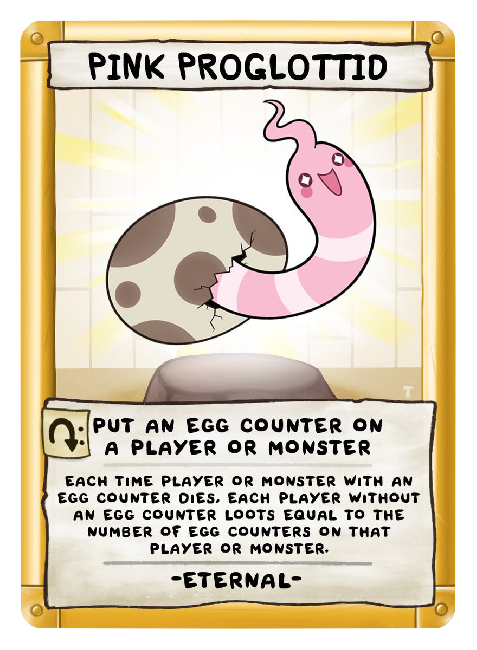 PINK PROGLOTTID
PUT AN EGG COUNTER ON
A PLAYER OR MONSTER
EACH TIME PLAYER OR MONSTER WITH AN
EGG COUNTER DIES, EACH PLAYER WITHOUT
AN EGG COUNTER LOOTS EQUAL TO THE
NUMBER OF EGG COUNTERS ON THAT
PLAYER OR MONSTER.
-ETERNAL-